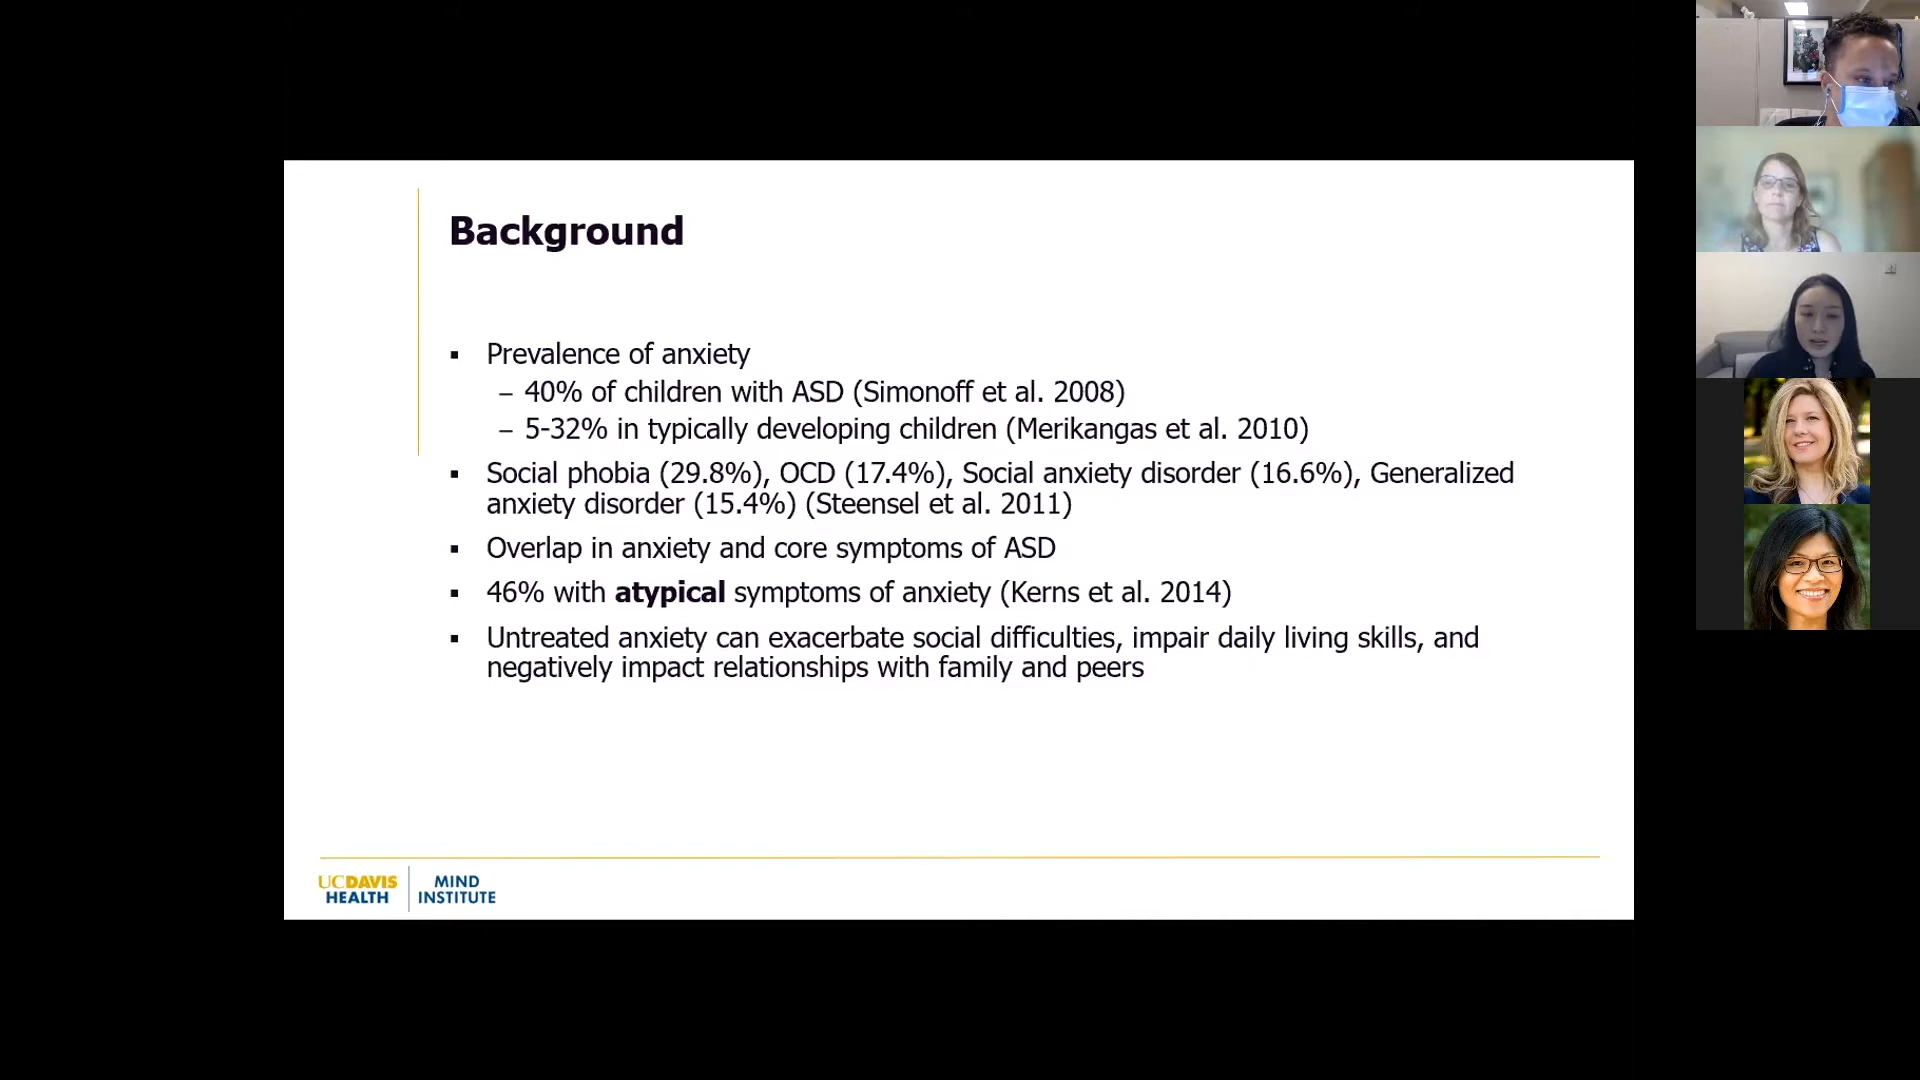 Background
▪ Prevalence of anxiety
– 40% of children with ASD (Simonoff et al. 2008)
– 5-32% in typically developing children (Merikangas et al. 2010)
▪ Social phobia (29.8%), OCD (17.4%), Social anxiety disorder (16.6%), Generalized
anxiety disorder (15.4%) (Steensel et al. 2011)
▪ Overlap in anxiety and core symptoms of ASD
▪ 46% with atypical symptoms of anxiety (Kerns et al. 2014)
▪ Untreated anxiety can exacerbate social difficulties, impair daily living skills, and
negatively impact relationships with family and peers
UCDAVIS
HEALTH
MIND
INSTITUTE